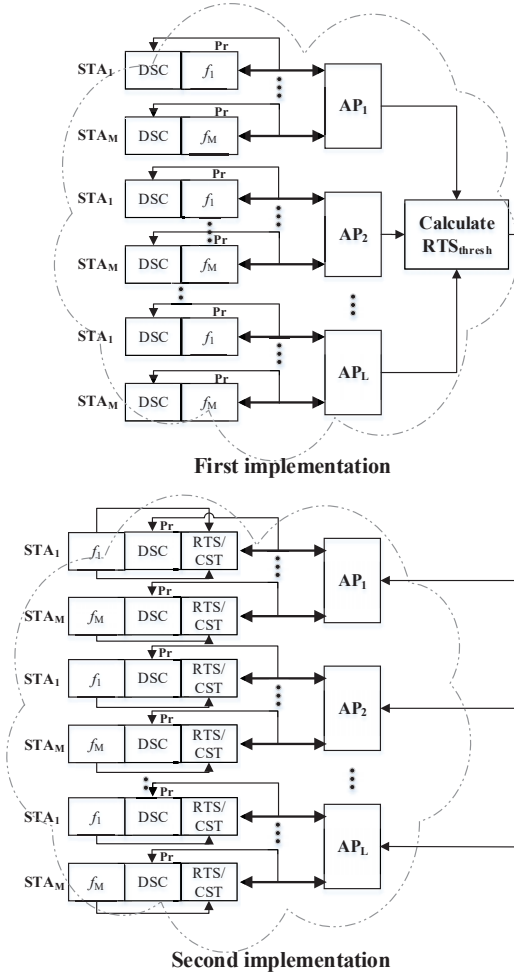 Pr
STA1 DSC f1
Pr
STAM DSC fM
AP1
Pr
STA1 DSC f1
Pr
STAM DSC fM
AP2
Calculate
RTSthresh
Pr
STA1 DSC f1
Pr
STAM DSC fM
APL
First implementation
Pr
STA1 f1 DSC RTS/
CST
Pr
STAM fM DSC RTS/
CST
AP1
Pr
STA1 f1 DSC RTS/
CST
Pr
STAM fM DSC RTS/
CST
AP2
Pr
STA1 f1 DSC RTS/
CST
Pr
STAM fM DSC RTS/
CST
APL
Second implementation